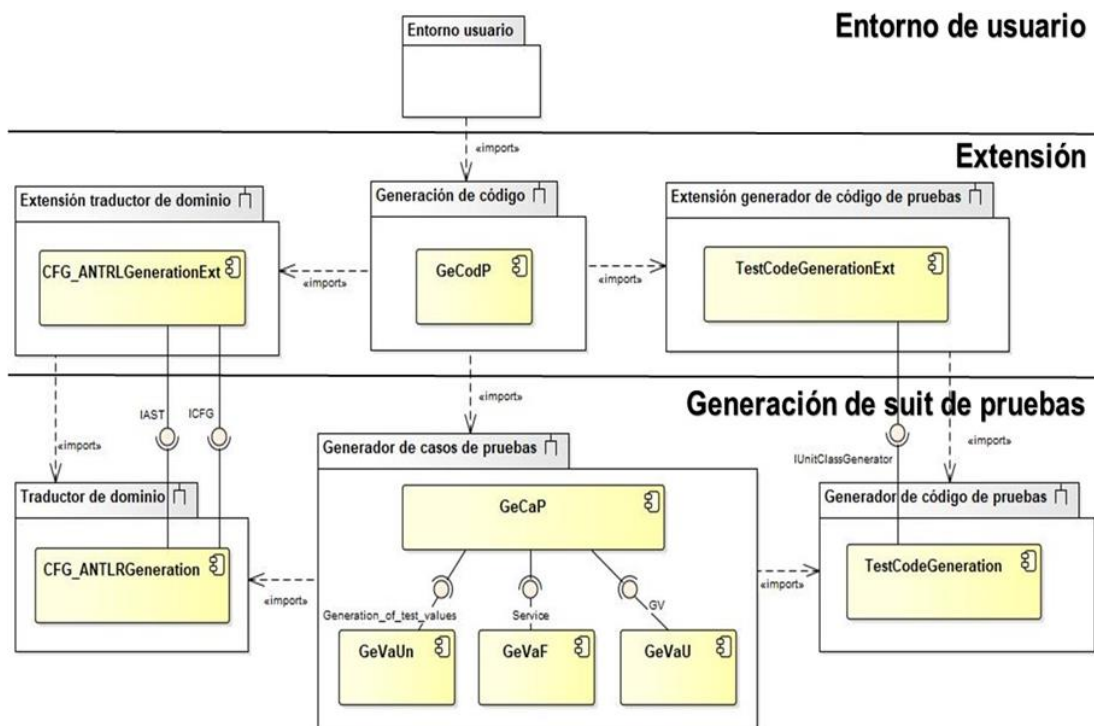 Entorno de usuario
Entorno usuario
«import»
Extensión
Extensión traductor de dominio
Generación de código
Extensión generador de código de pruebas
CFG_ANTRLGenerationExt
GeCodP
TestCodeGenerationExt
«import»
«import»
«import»
Generación de suit de pruebas
IAST
ICFG
«import»
«import»
IUnitClassGenerator
Generador de casos de pruebas
Traductor de dominio
Generador de código de pruebas
GeCaP
CFG_ANTLRGeneration
TestCodeGeneration
«import»
«import»
Generation_of_test_values
Service
GV
GeVaUn
GeVaF
GeVaU